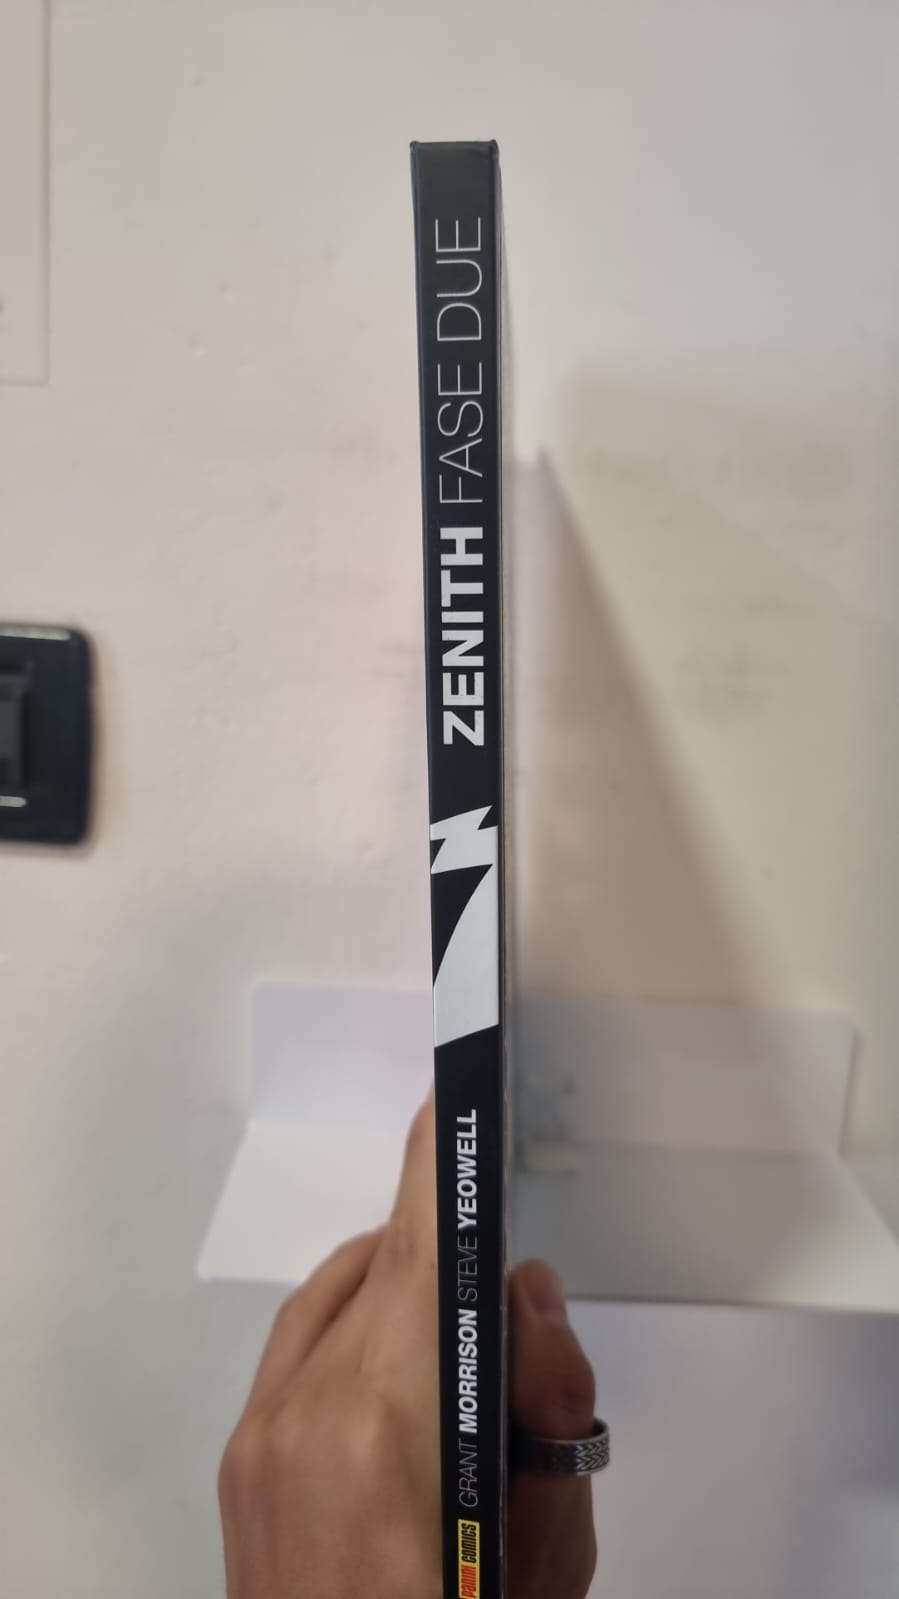 PANINI COMICS
GRANT MORRISON STEVE YEOWELL
ZENITH FASE DUE